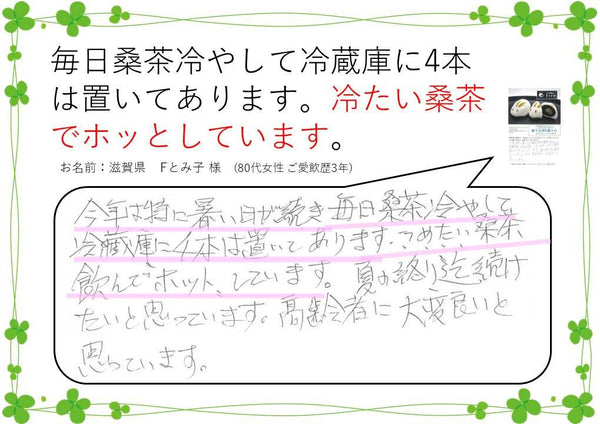 毎日桑茶冷やして冷蔵庫に4本
は置いてあります。冷たい桑茶
でホッとしています。
お名前：滋賀県　Fとみ子 様　(80代女性 ご愛飲歴3年)
今年は特に暑い日が続き毎日桑茶冷やして
冷蔵庫に4本は置いてあります。つめたい桑茶
飲んでホットしています。夏の終り迄続け
たいと思っています。高齢者に大変良いと
思っています。